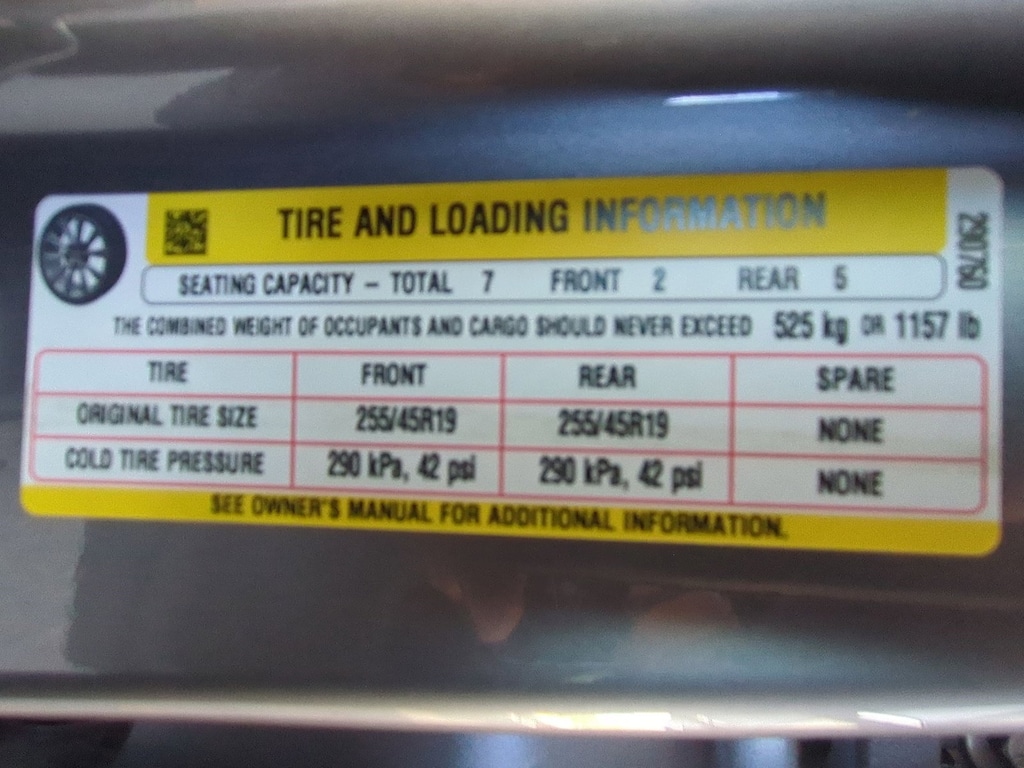 TIRE AND LOADING INFORMATION
SEATING CAPACITY – TOTAL 7 FRONT 2 REAR 5
THE COMBINED WEIGHT OF OCCUPANTS AND CARGO SHOULD NEVER EXCEED 525 kg OR 1157 lb
TIRE FRONT REAR SPARE
ORIGINAL TIRE SIZE 255/45R19 255/45R19 NONE
COLD TIRE PRESSURE 290 kPa, 42 psi 290 kPa, 42 psi NONE
SEE OWNER'S MANUAL FOR ADDITIONAL INFORMATION.
2901760